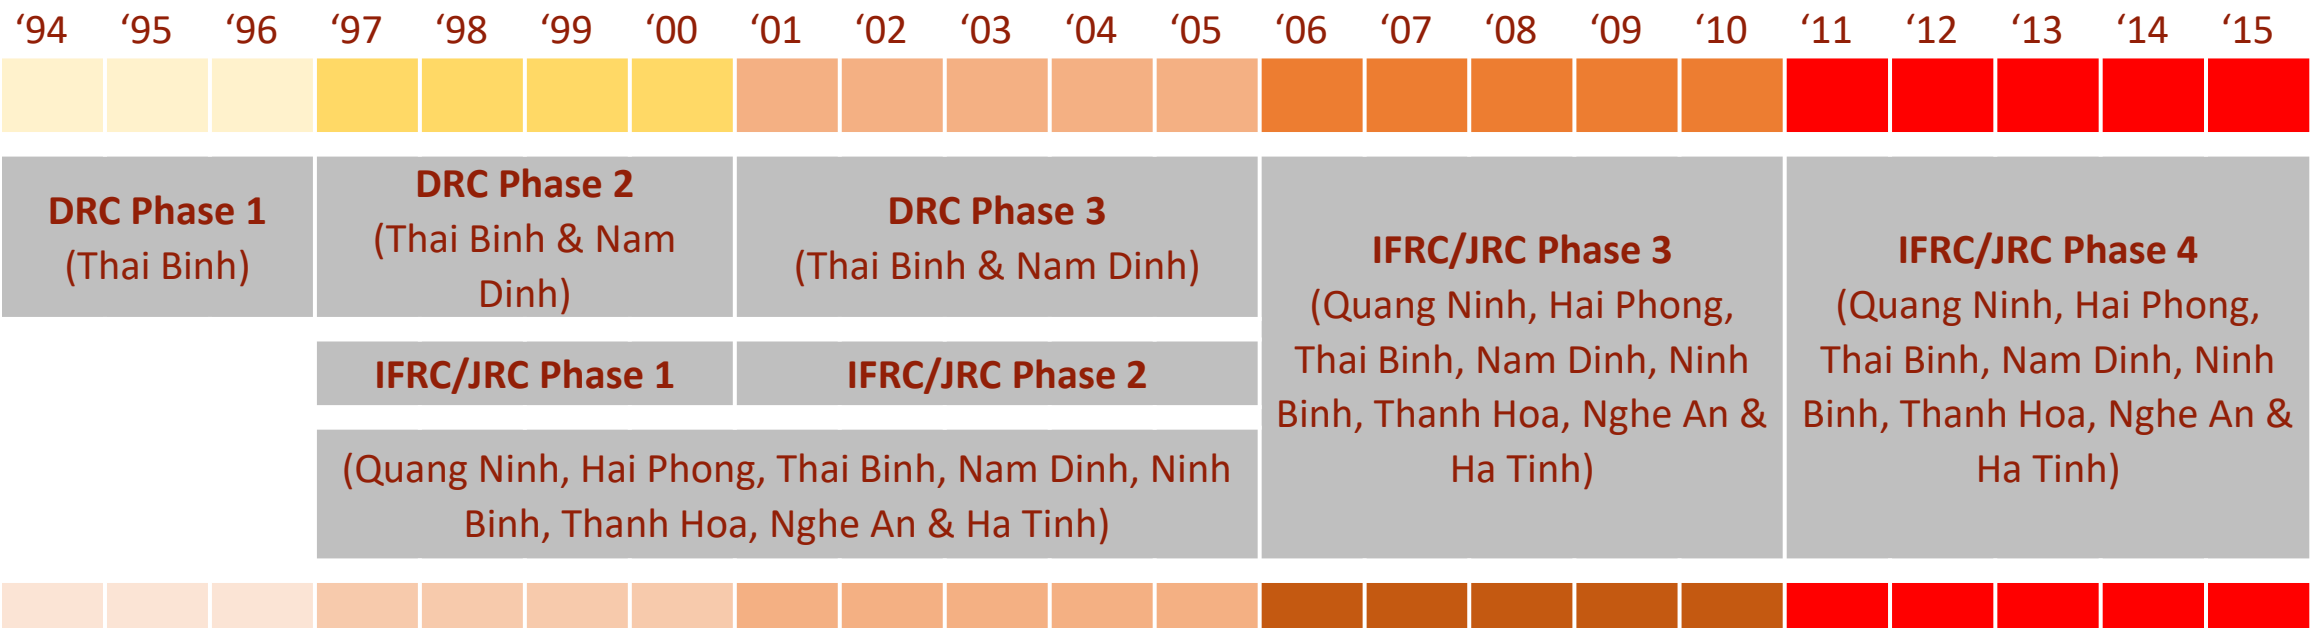 ‘94 ‘95 ‘96 ‘97 ‘98 ‘99 ‘00 ‘01 ‘02 ‘03 ‘04 ‘05 ‘06 ‘07 ‘08 ‘09 ‘10 ‘11 ‘12 ‘13 ‘14 ‘15
DRC Phase 1
(Thai Binh)
DRC Phase 2
(Thai Binh & Nam
Dinh)
DRC Phase 3
(Thai Binh & Nam Dinh)
IFRC/JRC Phase 1
IFRC/JRC Phase 2
(Quang Ninh, Hai Phong, Thai Binh, Nam Dinh, Ninh
Binh, Thanh Hoa, Nghe An & Ha Tinh)
IFRC/JRC Phase 3
(Quang Ninh, Hai Phong,
Thai Binh, Nam Dinh, Ninh
Binh, Thanh Hoa, Nghe An &
Ha Tinh)
IFRC/JRC Phase 4
(Quang Ninh, Hai Phong,
Thai Binh, Nam Dinh, Ninh
Binh, Thanh Hoa, Nghe An &
Ha Tinh)